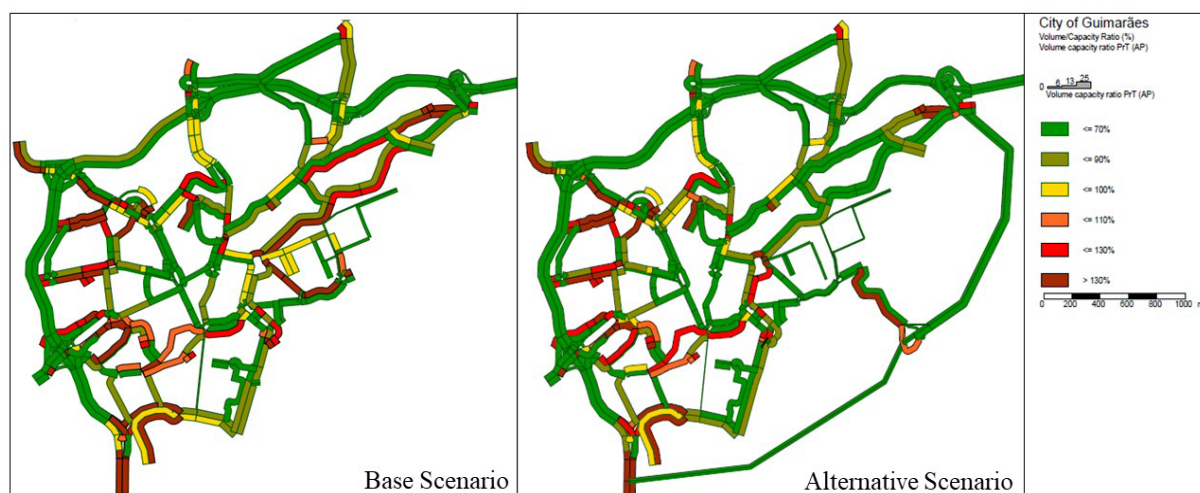 Base Scenario
Alternative Scenario
City of Guimarães
Volume/Capacity Ratio (%)
Volume capacity ratio PrT (AP)
0 6 13 25
Volume capacity ratio PrT (AP)
<= 70%
<= 90%
<= 100%
<= 110%
<= 130%
> 130%
0 200 400 600 800 1000